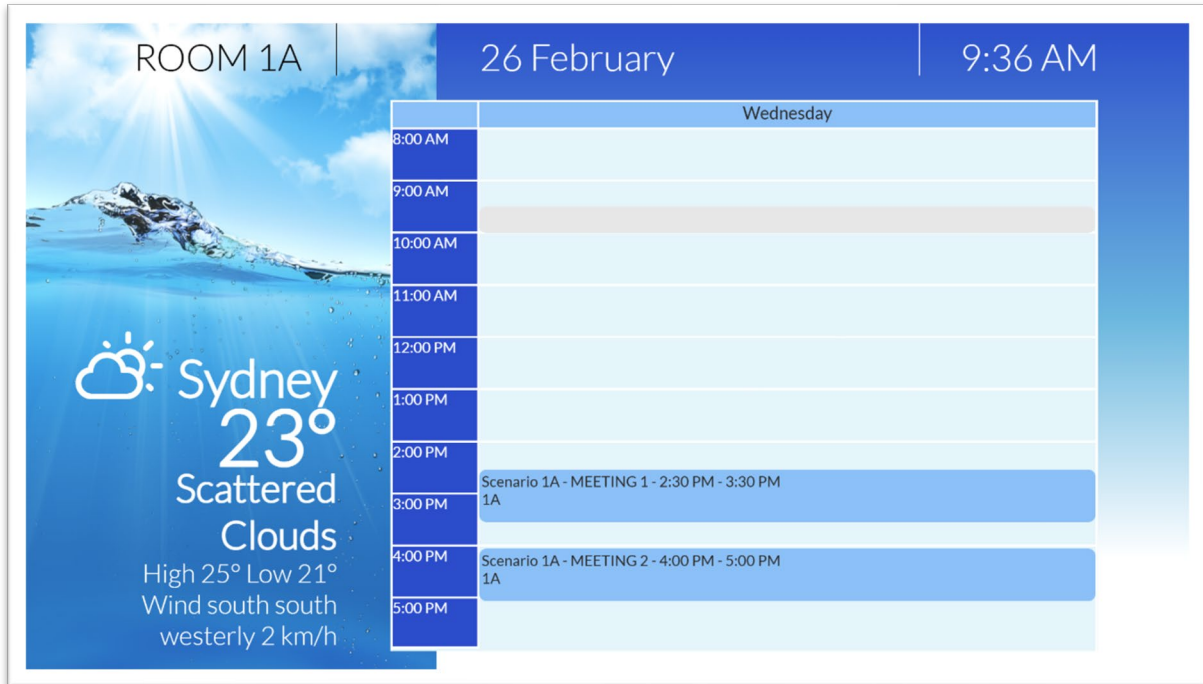 ROOM 1A
26 February
9:36 AM
Wednesday
8:00 AM
9:00 AM
10:00 AM
11:00 AM
12:00 PM
1:00 PM
2:00 PM
Scenario 1A - MEETING 1 - 2:30 PM - 3:30 PM
1A
3:00 PM
4:00 PM
Scenario 1A - MEETING 2 - 4:00 PM - 5:00 PM
1A
5:00 PM
Sydney
23°
Scattered
Clouds
High 25° Low 21°
Wind south south
westerly 2 km/h